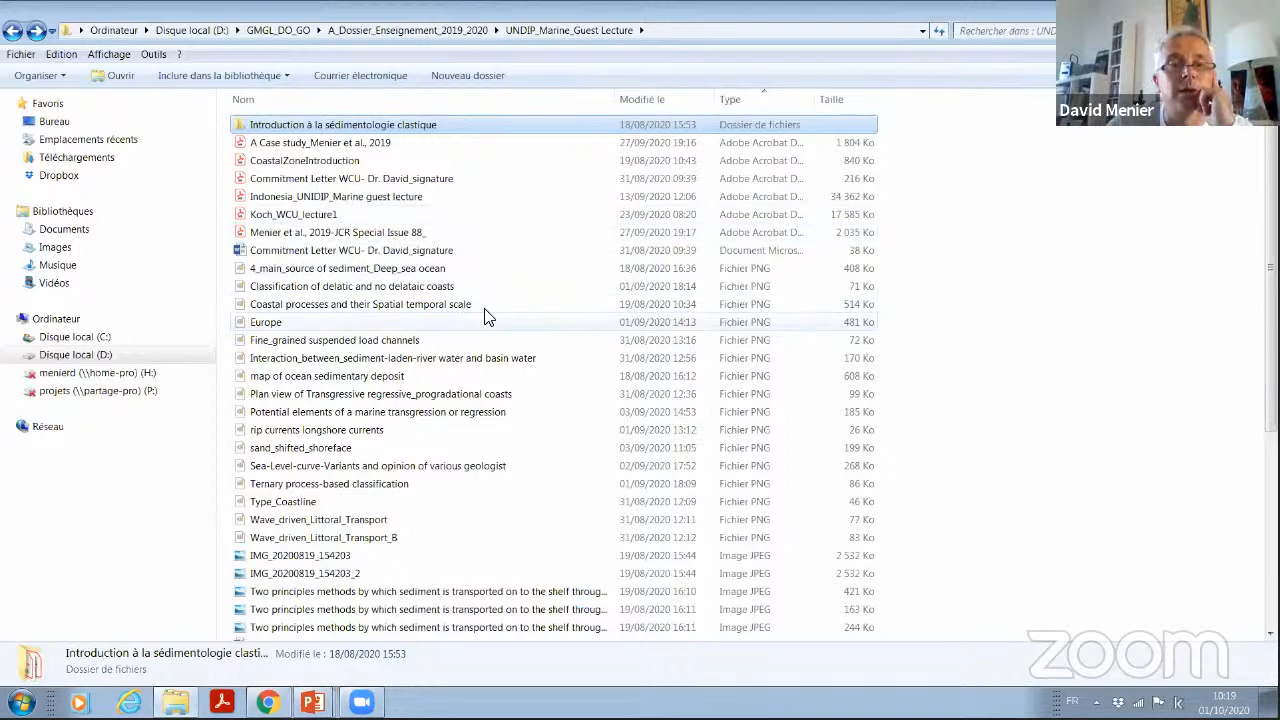 Ordinateur ▸ Disque local (D:) ▸ GMGL_DO_GO ▸ A_Dossier_Enseignement_2019_2020 ▸ UNDIP_Marine_Guest Lecture ▸ Rechercher dans : UND
Fichier Edition Affichage Outils ?
Organiser Ouvrir Inclure dans la bibliothèque Courrier électronique Nouveau dossier
David Menier
Favoris
Bureau
Emplacements récents
Téléchargements
Dropbox
Bibliothèques
Documents
Images
Musique
Vidéos
Ordinateur
Disque local (C:)
Disque local (D:)
menierd (\\home-pro) (H:)
projets (\\partage-pro) (P:)
Réseau
Nom Modifié le Type Taille
Introduction à la sédimentologie clastique 18/08/2020 15:53 Dossier de fichiers
A Case study_Menier et al., 2019 27/09/2020 19:16 Adobe Acrobat D... 1 804 Ko
CoastalZoneIntroduction 19/08/2020 10:43 Adobe Acrobat D... 840 Ko
Commitment Letter WCU- Dr. David_signature 31/08/2020 09:39 Adobe Acrobat D... 216 Ko
Indonesia_UNIDIP_Marine guest lecture 13/09/2020 12:06 Adobe Acrobat D... 34 362 Ko
Koch_WCU_lecture1 23/09/2020 08:20 Adobe Acrobat D... 17 585 Ko
Menier et al., 2019-JCR Special Issue 88_ 27/09/2020 19:17 Adobe Acrobat D... 2 035 Ko
Commitment Letter WCU- Dr. David_signature 31/08/2020 09:39 Document Micros... 38 Ko
4_main_source of sediment_Deep_sea ocean 18/08/2020 16:36 Fichier PNG 408 Ko
Classification of delatic and no delataic coasts 01/09/2020 18:14 Fichier PNG 71 Ko
Coastal processes and their Spatial temporal scale 19/08/2020 10:34 Fichier PNG 514 Ko
Europe 01/09/2020 14:13 Fichier PNG 481 Ko
Fine_grained suspended load channels 31/08/2020 13:16 Fichier PNG 72 Ko
Interaction_between_sediment-laden-river water and basin water 31/08/2020 12:56 Fichier PNG 170 Ko
map of ocean sedimentary deposit 18/08/2020 16:12 Fichier PNG 608 Ko
Plan view of Transgressive regressive_progradational coasts 31/08/2020 12:36 Fichier PNG 99 Ko
Potential elements of a marine transgression or regression 03/09/2020 14:53 Fichier PNG 185 Ko
rip currents longshore currents 01/09/2020 13:12 Fichier PNG 26 Ko
sand_shifted_shoreface 03/09/2020 11:05 Fichier PNG 199 Ko
Sea-Level-curve-Variants and opinion of various geologist 02/09/2020 17:52 Fichier PNG 268 Ko
Ternary process-based classification 01/09/2020 18:09 Fichier PNG 86 Ko
Type_Coastline 31/08/2020 12:09 Fichier PNG 46 Ko
Wave_driven_Littoral_Transport 31/08/2020 12:11 Fichier PNG 77 Ko
Wave_driven_Littoral_Transport_B 31/08/2020 12:12 Fichier PNG 83 Ko
IMG_20200819_154203 19/08/2020 15:44 Image JPEG 2 532 Ko
IMG_20200819_154203_2 19/08/2020 15:44 Image JPEG 2 532 Ko
Two principles methods by which sediment is transported on to the shelf throug... 18/08/2020 16:10 Image JPEG 421 Ko
Two principles methods by which sediment is transported on to the shelf throug... 18/08/2020 16:11 Image JPEG 163 Ko
Two principles methods by which sediment is transported on to the shelf throug... 18/08/2020 16:11 Image JPEG 244 Ko
Introduction à la sédimentologie clasti... Modifié le : 18/08/2020 15:53
Dossier de fichiers
zoom
FR 10:19
01/10/2020